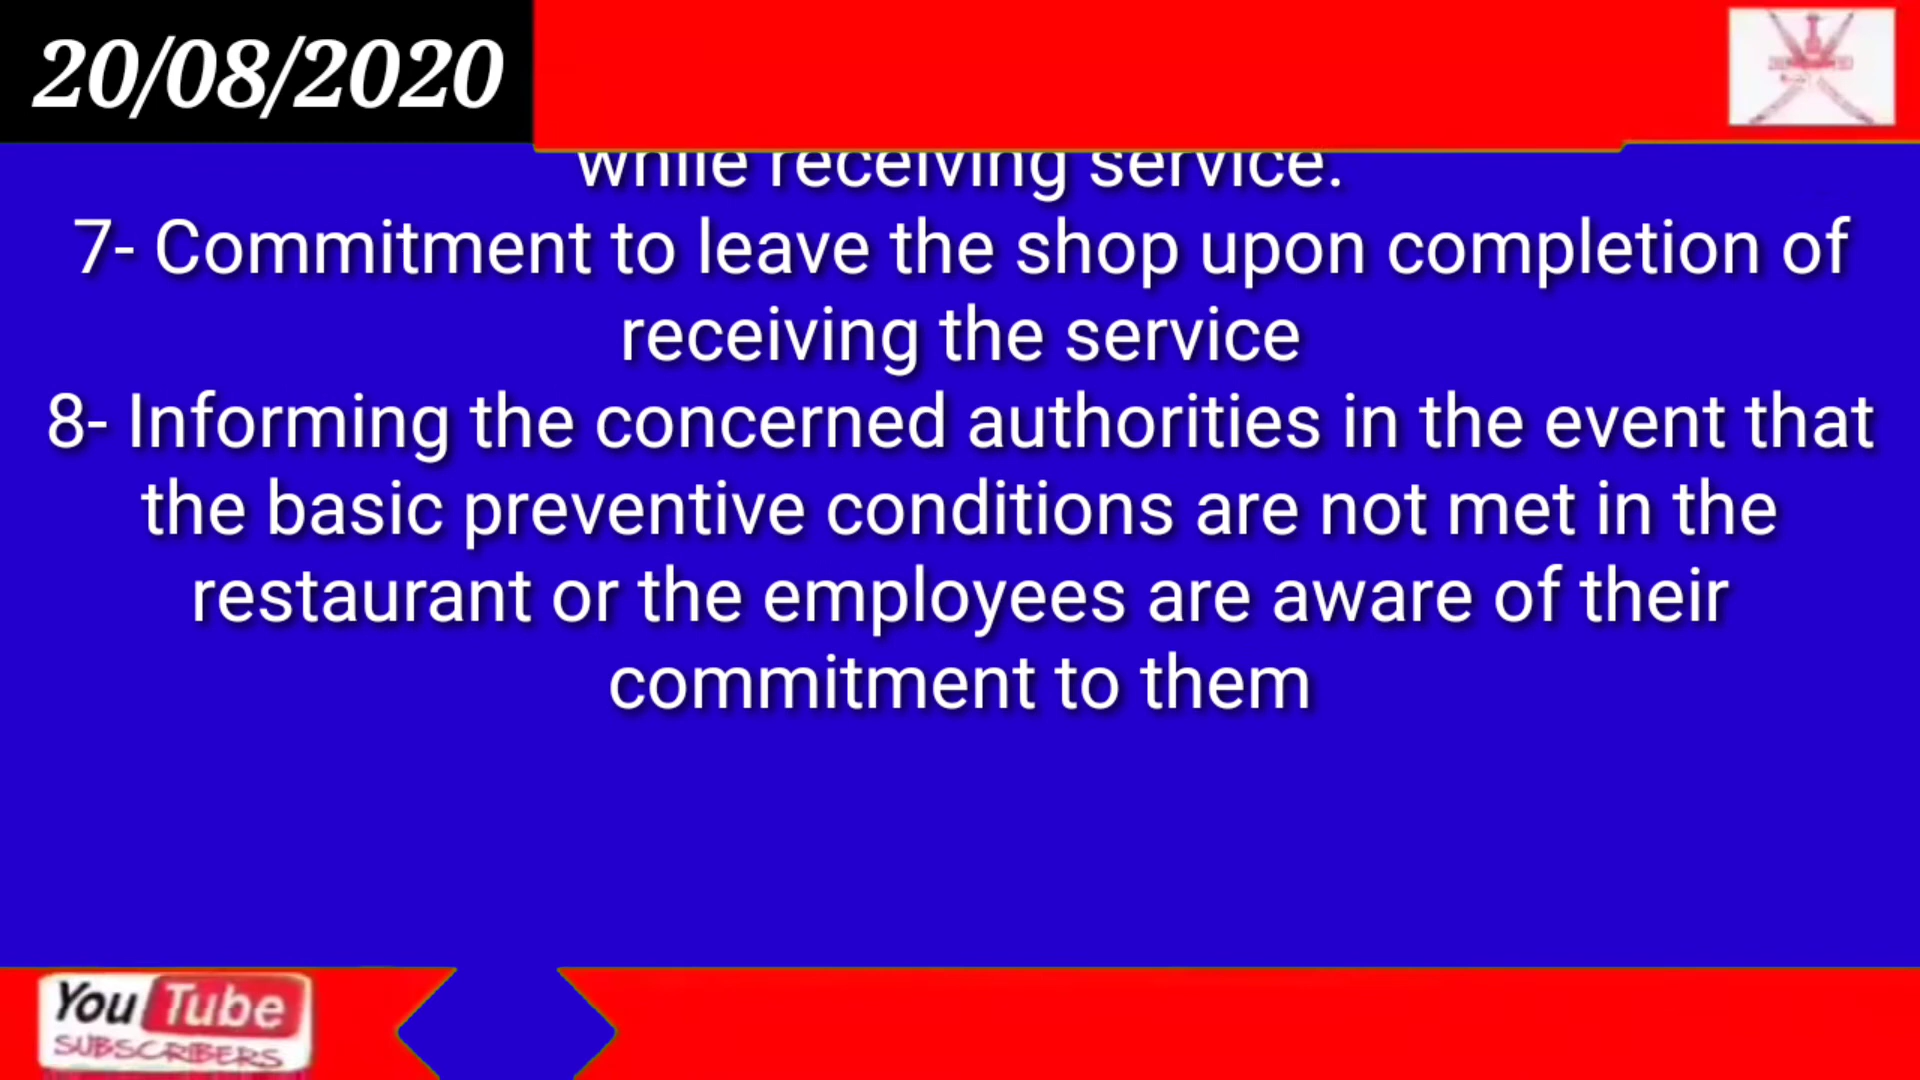 20/08/2020
while receiving service.
7- Commitment to leave the shop upon completion of
receiving the service
8- Informing the concerned authorities in the event that
the basic preventive conditions are not met in the
restaurant or the employees are aware of their
commitment to them
YouTube
SUBSCRIBERS